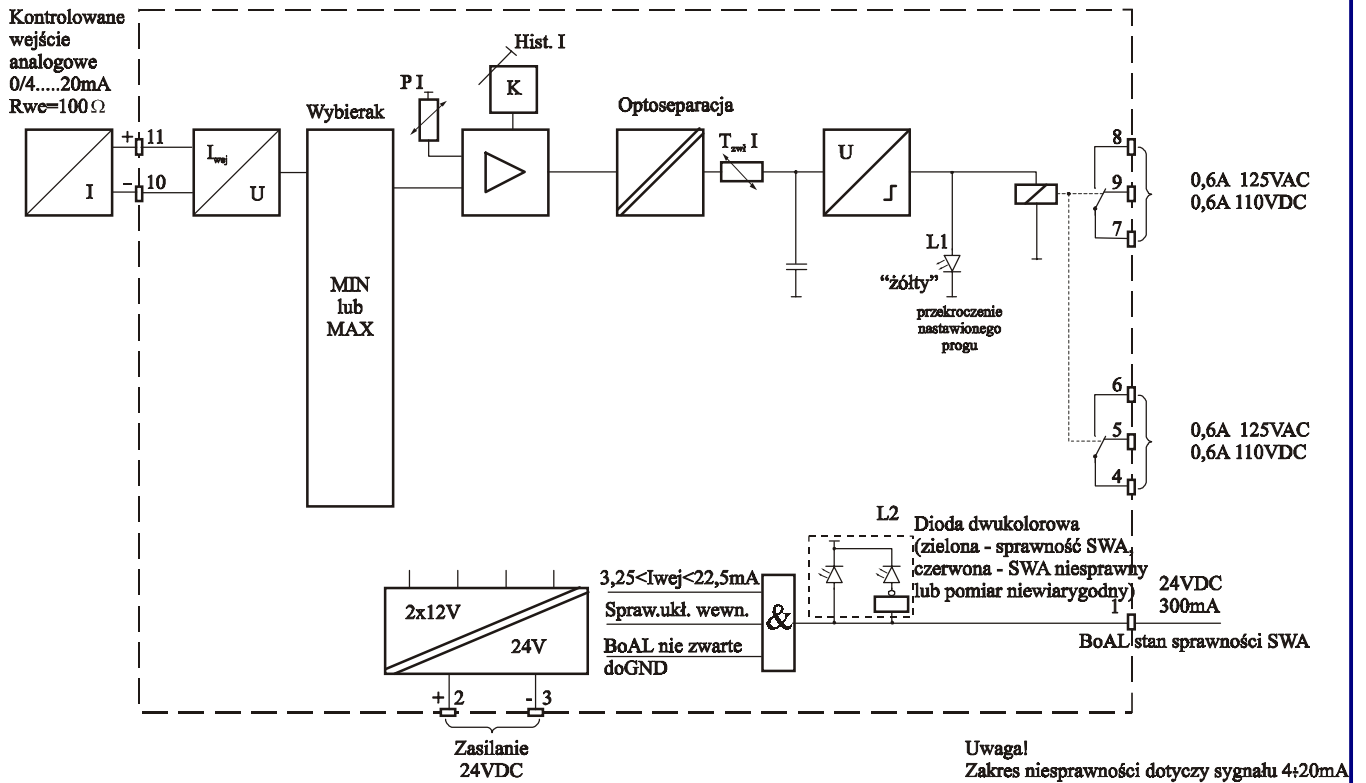 Kontrolowane
wejście
analogowe
0/4.....20mA
Rwe=100Ω
+ 11
− 10
I
I wej
U
Wybierak
MIN
lub
MAX
P I
Hist. I
K
Optoseparacja
T zwł I
U
L1
“żółty”
przekroczenie
nastawionego
progu
8
9
7
0,6A 125VAC
0,6A 110VDC
6
5
4
0,6A 125VAC
0,6A 110VDC
L2
Dioda dwukolorowa
(zielona - sprawność SWA,
czerwona - SWA niesprawny
lub pomiar niewiarygodny)
24VDC
300mA
1
BoAL stan sprawności SWA
3,25<Iwej<22,5mA
Spraw.ukł. wewn.
BoAL nie zwarte
doGND
&
2x12V
24V
+ 2
- 3
Zasilanie
24VDC
Uwaga!
Zakres niesprawności dotyczy sygnału 4÷20mA